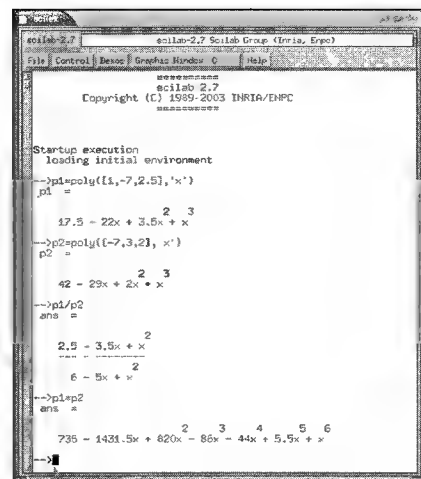 scilab
scilab-2.7 scilab-2.7 Scilab Group (Inria, Enpc)
File Control Demos Graphic Window 0 Help
==========
scilab 2.7
Copyright (C) 1989-2003 INRIA/ENPC
==========
Startup execution
loading initial environment
-->p1=poly([1,-7,2.5],'x')
p1 =
2 3
17.5 - 22x + 3.5x + x
-->p2=poly([-7,3,2],'x')
p2 =
2 3
42 - 29x + 2x + x
-->p1/p2
ans =
2
2.5 - 3.5x + x
--- - ----------
2
6 - 5x + x
-->p1*p2
ans =
2 3 4 5 6
735 - 1431.5x + 820x - 86x - 44x + 5.5x + x
-->